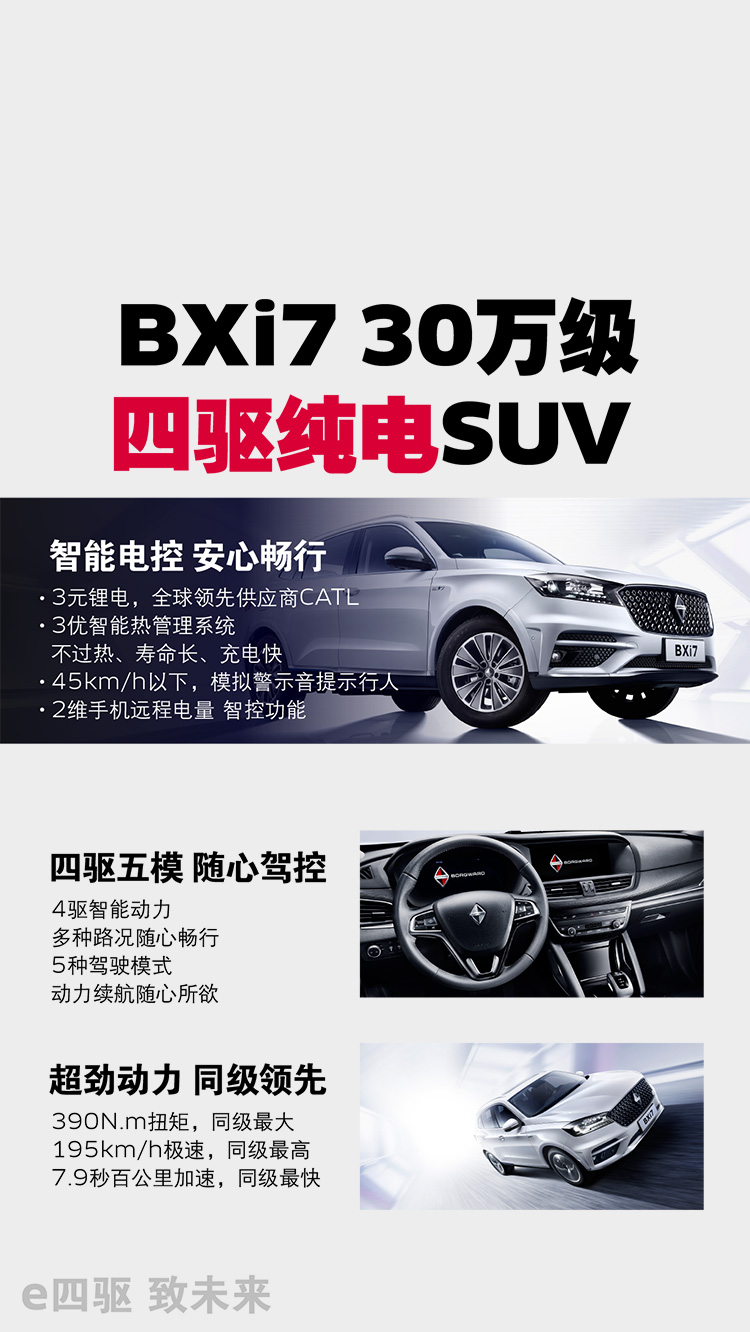 BXi7 30万级
四驱纯电SUV
智能电控 安心畅行
· 3元锂电，全球领先供应商CATL
· 3优智能热管理系统
不过热、寿命长、充电快
· 45km/h以下，模拟警示音提示行人
· 2维手机远程电量 智控功能
BXi7
四驱五模 随心驾控
4驱智能动力
多种路况随心畅行
5种驾驶模式
动力续航随心所欲
BORGWARD
BORGWARD
超劲动力 同级领先
390N.m扭矩，同级最大
195km/h极速，同级最高
7.9秒百公里加速，同级最快
BXi7
e四驱 致未来